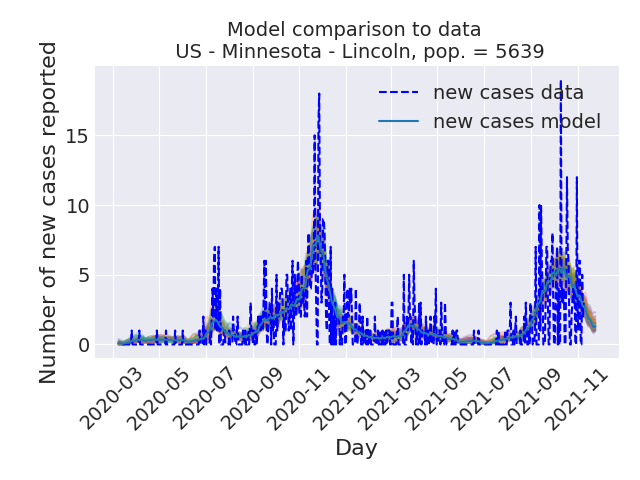 Model comparison to data
US - Minnesota - Lincoln, pop. = 5639
new cases data
new cases model
Number of new cases reported
15
10
5
0
2020-03
2020-05
2020-07
2020-09
2020-11
2021-01
2021-03
2021-05
2021-07
2021-09
2021-11
Day